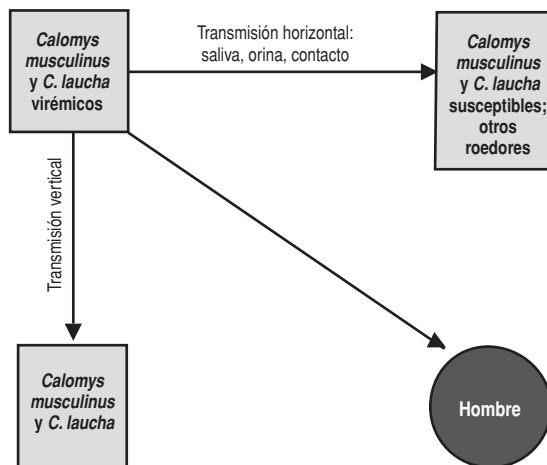 Calomys
musculinus
y C. laucha
virémicos
Transmisión horizontal:
saliva, orina, contacto
Calomys
musculinus
y C. laucha
susceptibles;
otros
roedores
Transmisión vertical
Calomys
musculinus
y C. laucha
Hombre